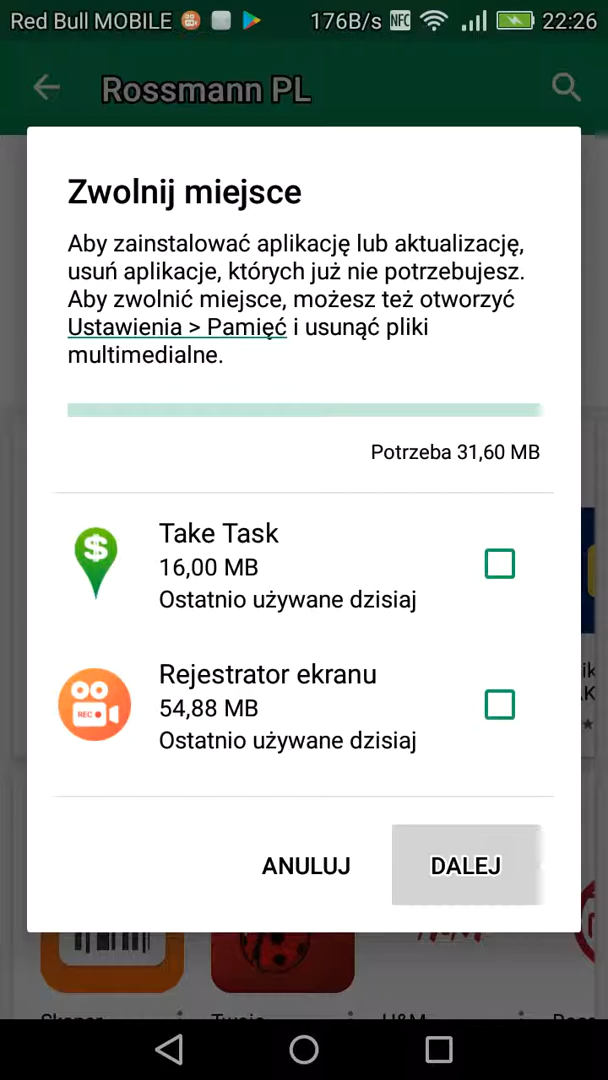 Red Bull MOBILE 176B/s NFC 22:26
Rossmann PL
Zwolnij miejsce
Aby zainstalować aplikację lub aktualizację,
usuń aplikacje, których już nie potrzebujesz.
Aby zwolnić miejsce, możesz też otworzyć
Ustawienia > Pamięć i usunąć pliki
multimedialne.
Potrzeba 31,60 MB
$
Take Task
16,00 MB
Ostatnio używane dzisiaj
REC
Rejestrator ekranu
54,88 MB
Ostatnio używane dzisiaj
ANULUJ DALEJ